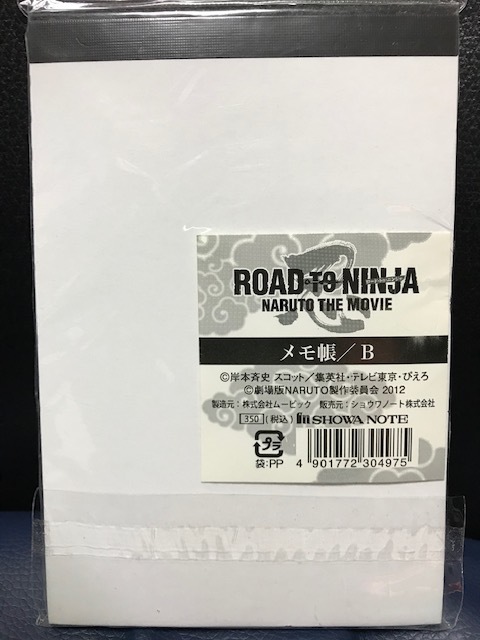 忍
ROAD TO NINJA
NARUTO THE MOVIE
メモ帳／B
©岸本斉史 スコット／集英社・テレビ東京・ぴえろ
©劇場版NARUTO製作委員会 2012
製造元：株式会社ムービック 販売元：ショウワノート株式会社
350(税込) SHOWA NOTE
プラ
袋:PP
4 901772 304975